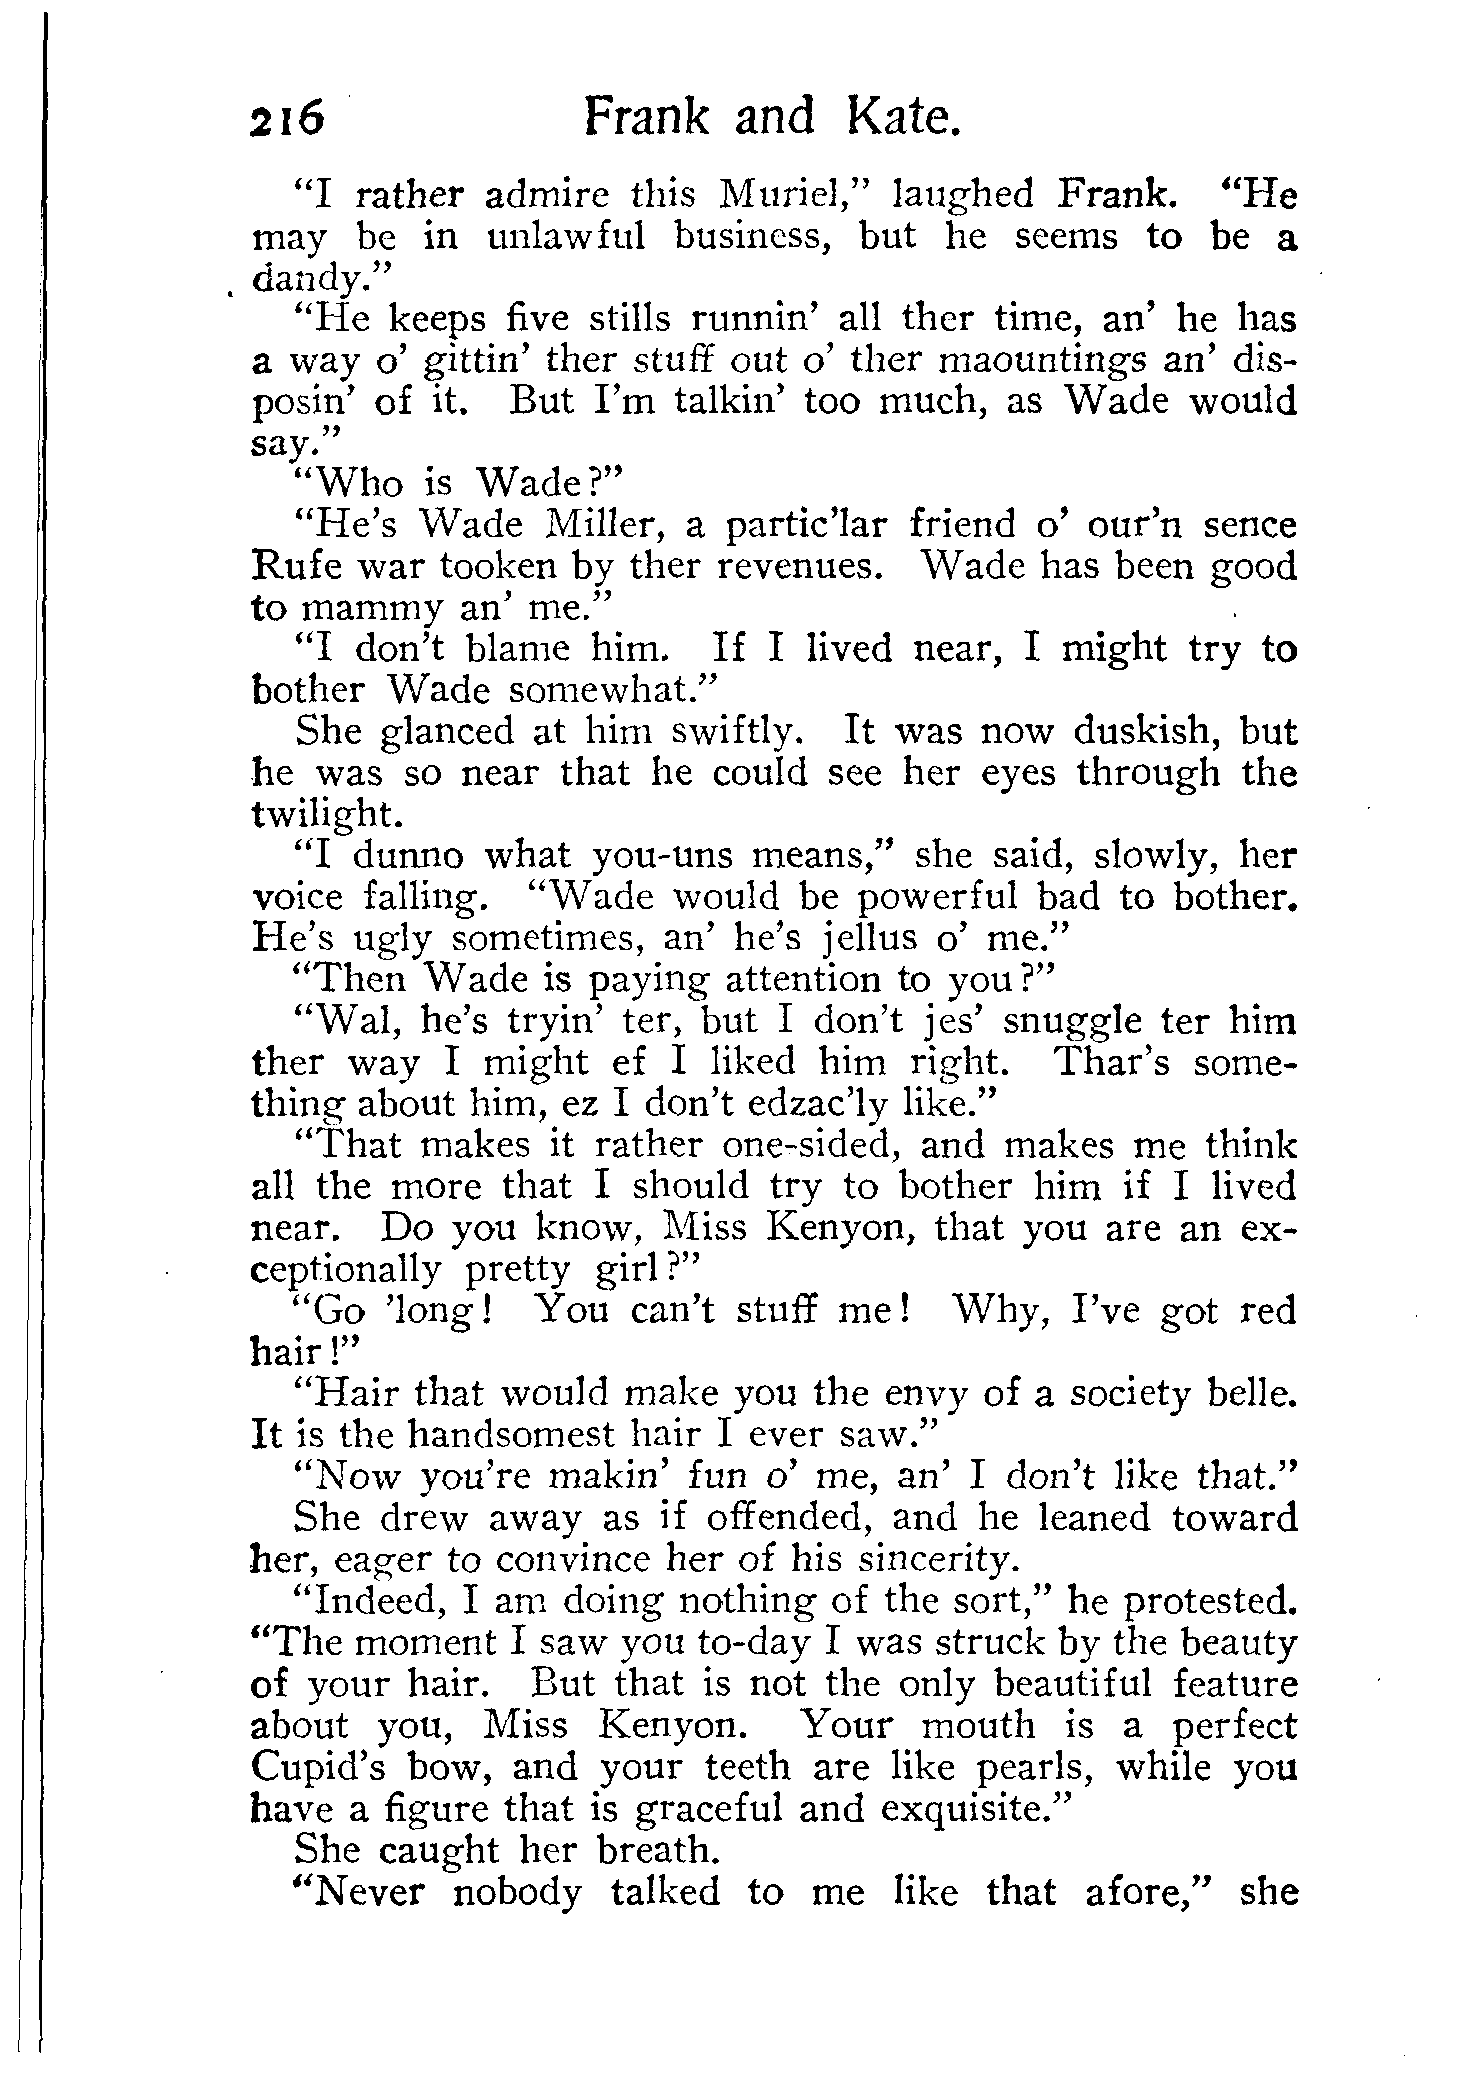 216 Frank and Kate.
“I rather admire this Muriel,” laughed Frank. “He
may be in unlawful business, but he seems to be a
dandy.”
“He keeps five stills runnin’ all ther time, an’ he has
a way o’ gittin’ ther stuff out o’ ther maountings an’ dis-
posin’ of it. But I’m talkin’ too much, as Wade would
say.”
“Who is Wade?”
“He’s Wade Miller, a partic’lar friend o’ our’n sence
Rufe war tooken by ther revenues. Wade has been good
to mammy an’ me.”
“I don’t blame him. If I lived near, I might try to
bother Wade somewhat.”
She glanced at him swiftly. It was now duskish, but
he was so near that he could see her eyes through the
twilight.
“I dunno what you-uns means,” she said, slowly, her
voice falling. “Wade would be powerful bad to bother.
He’s ugly sometimes, an’ he’s jellus o’ me.”
“Then Wade is paying attention to you?”
“Wal, he’s tryin’ ter, but I don’t jes’ snuggle ter him
ther way I might ef I liked him right. Thar’s some-
thing about him, ez I don’t edzac’ly like.”
“That makes it rather one-sided, and makes me think
all the more that I should try to bother him if I lived
near. Do you know, Miss Kenyon, that you are an ex-
ceptionally pretty girl?”
“Go ’long! You can’t stuff me! Why, I’ve got red
hair!”
“Hair that would make you the envy of a society belle.
It is the handsomest hair I ever saw.”
“Now you’re makin’ fun o’ me, an’ I don’t like that.”
She drew away as if offended, and he leaned toward
her, eager to convince her of his sincerity.
“Indeed, I am doing nothing of the sort,” he protested.
“The moment I saw you to-day I was struck by the beauty
of your hair. But that is not the only beautiful feature
about you, Miss Kenyon. Your mouth is a perfect
Cupid’s bow, and your teeth are like pearls, while you
have a figure that is graceful and exquisite.”
She caught her breath.
“Never nobody talked to me like that afore,” she